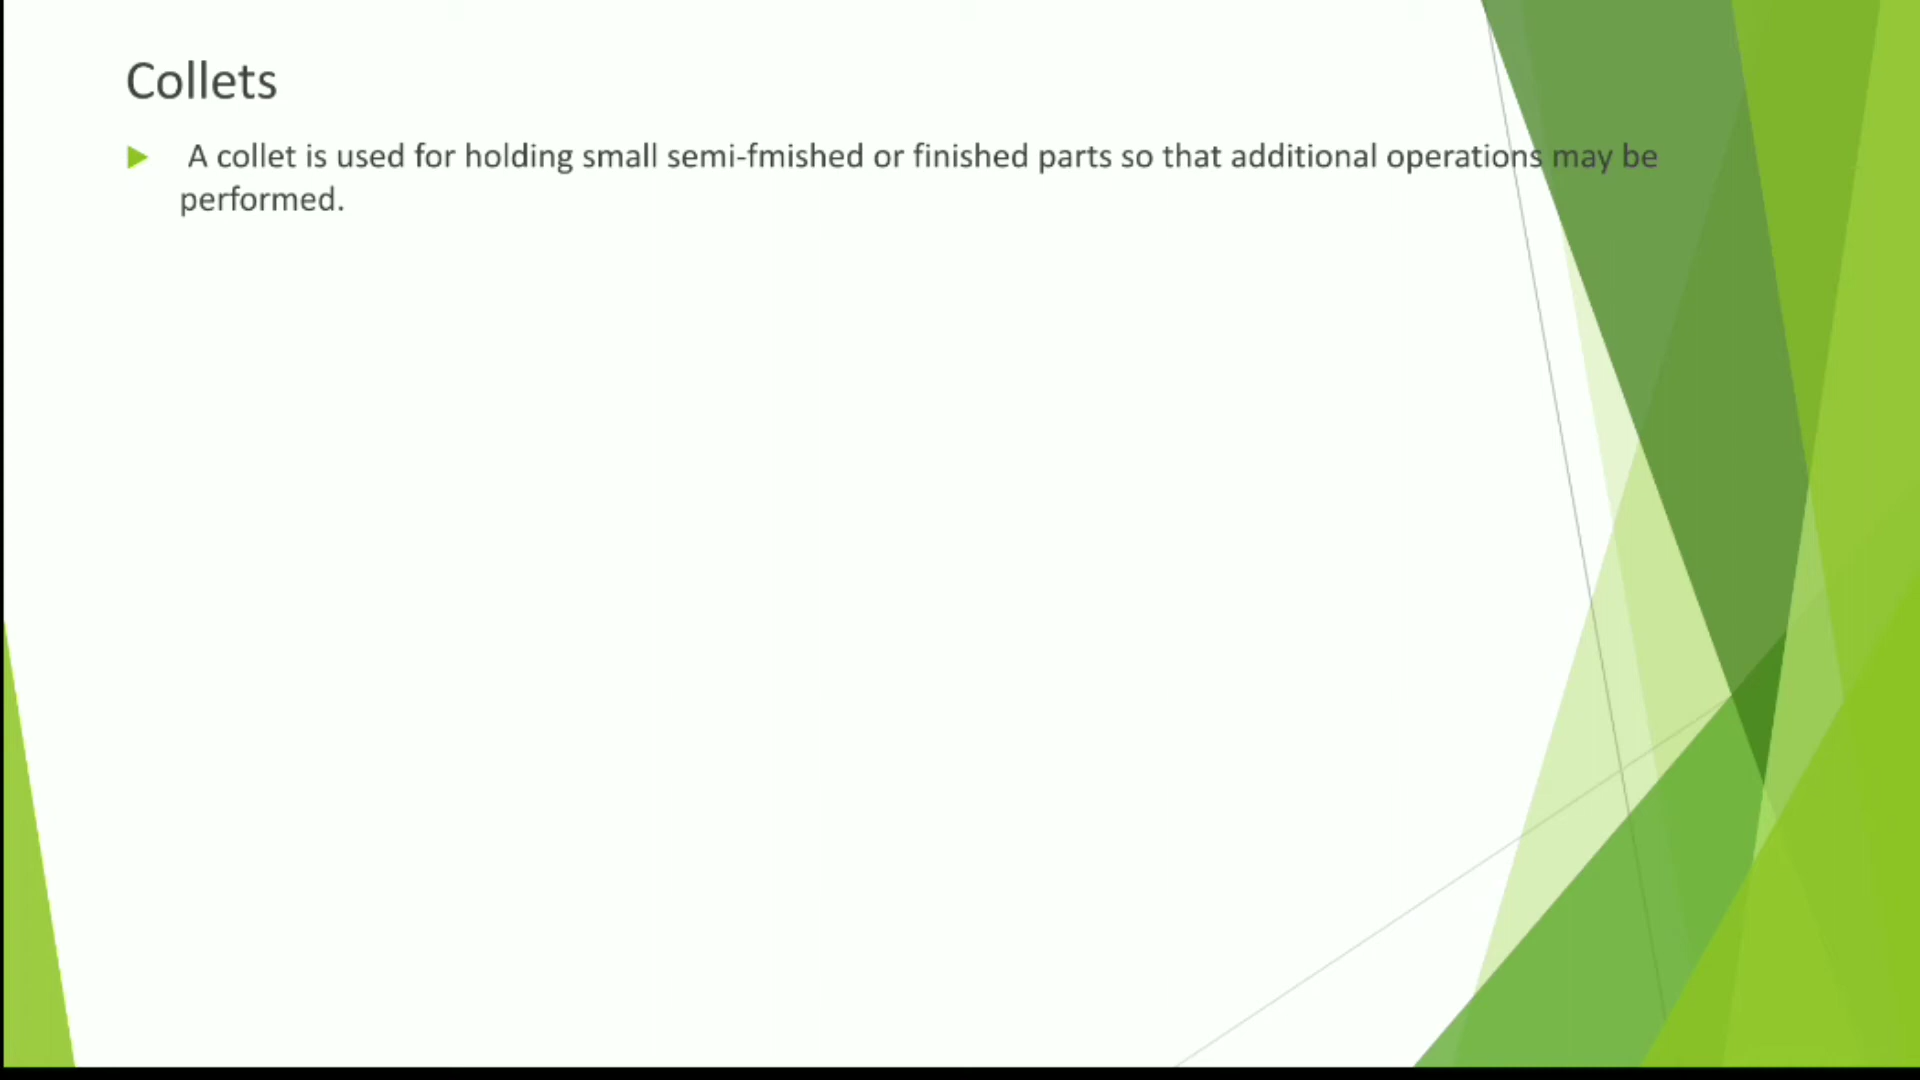 Collets
A collet is used for holding small semi-fmished or finished parts so that additional operations may be
performed.